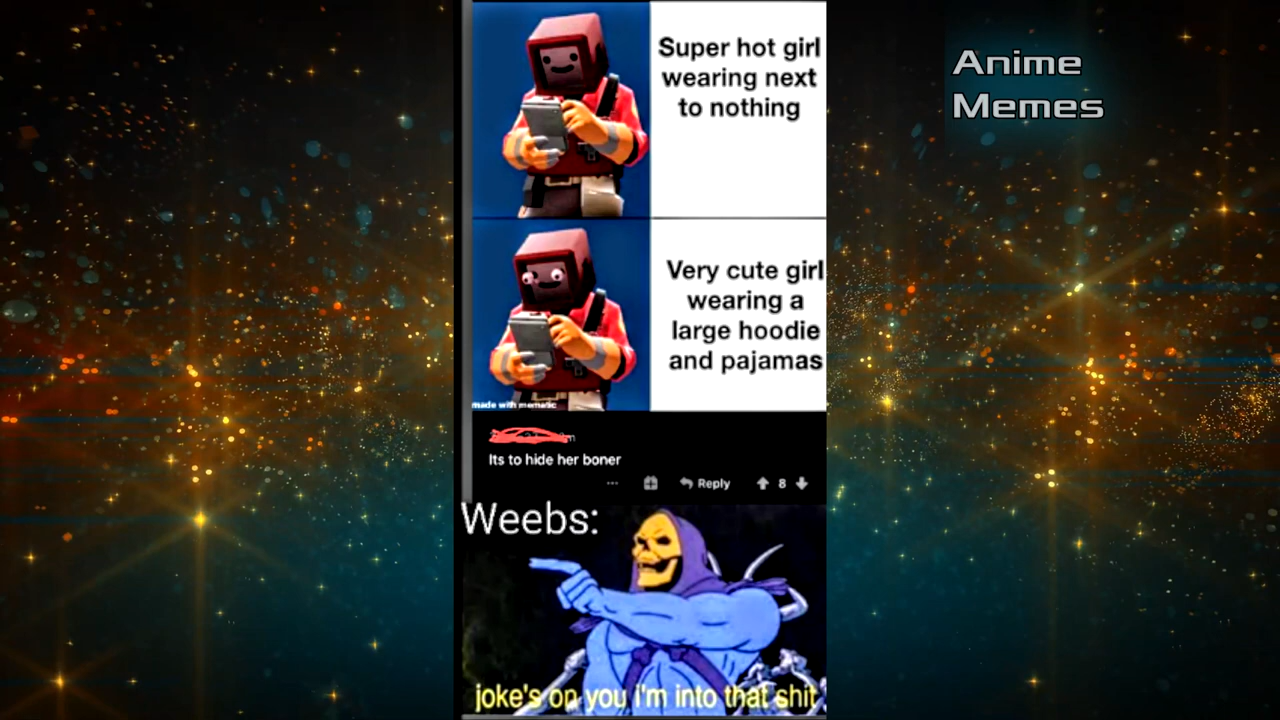 Anime
Memes
Super hot girl
wearing next
to nothing
Very cute girl
wearing a
large hoodie
and pajamas
made with mematic
Its to hide her boner
Reply
8
Weebs:
joke's on you i'm into that shit